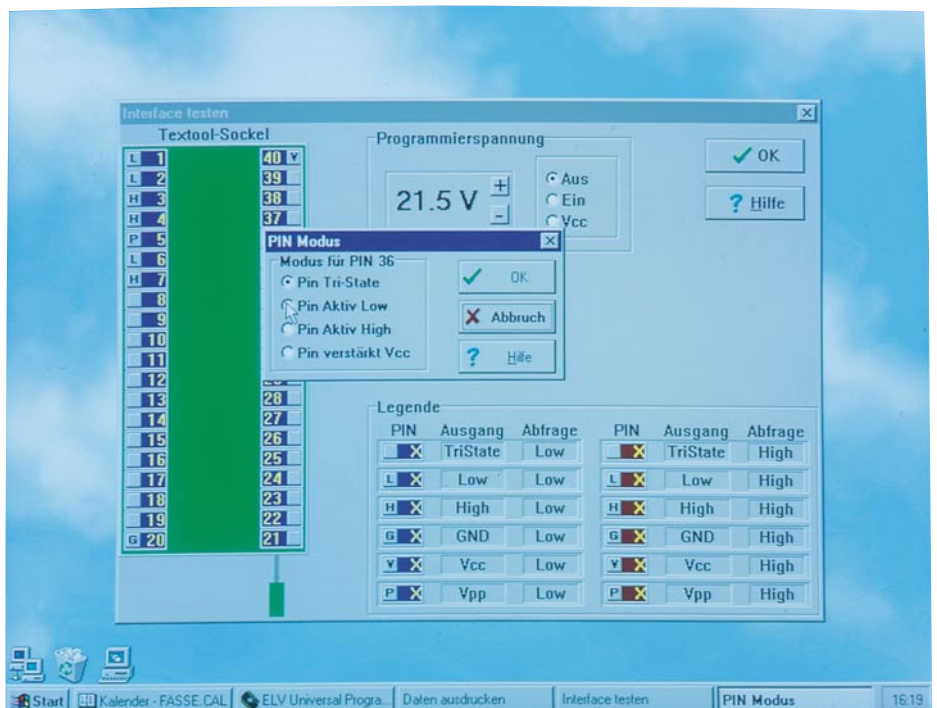 Interface testen
Textool-Sockel
L 1
L 2
H 3
H 4
P 5
L 6
H 7
8
9
10
11
12
13
14
15
16
17
18
19
G 20
40 V
39
38
37
28
27
26
25
24
23
22
21
Programmierspannung
21.5 V
+
-
Aus
Ein
Vcc
OK
? Hilfe
PIN Modus
Modus für PIN 36
Pin Tri-State
Pin Aktiv Low
Pin Aktiv High
Pin verstärkt Vcc
OK
X Abbruch
? Hilfe
Legende
PIN Ausgang Abfrage PIN Ausgang Abfrage
X TriState Low X TriState High
L X Low Low L X Low High
H X High Low H X High High
G X GND Low G X GND High
V X Vcc Low V X Vcc High
P X Vpp Low P X Vpp High
Start Kalender - FASSE.CAL ELV Universal Progra... Daten ausdrucken Interface testen PIN Modus 16:19